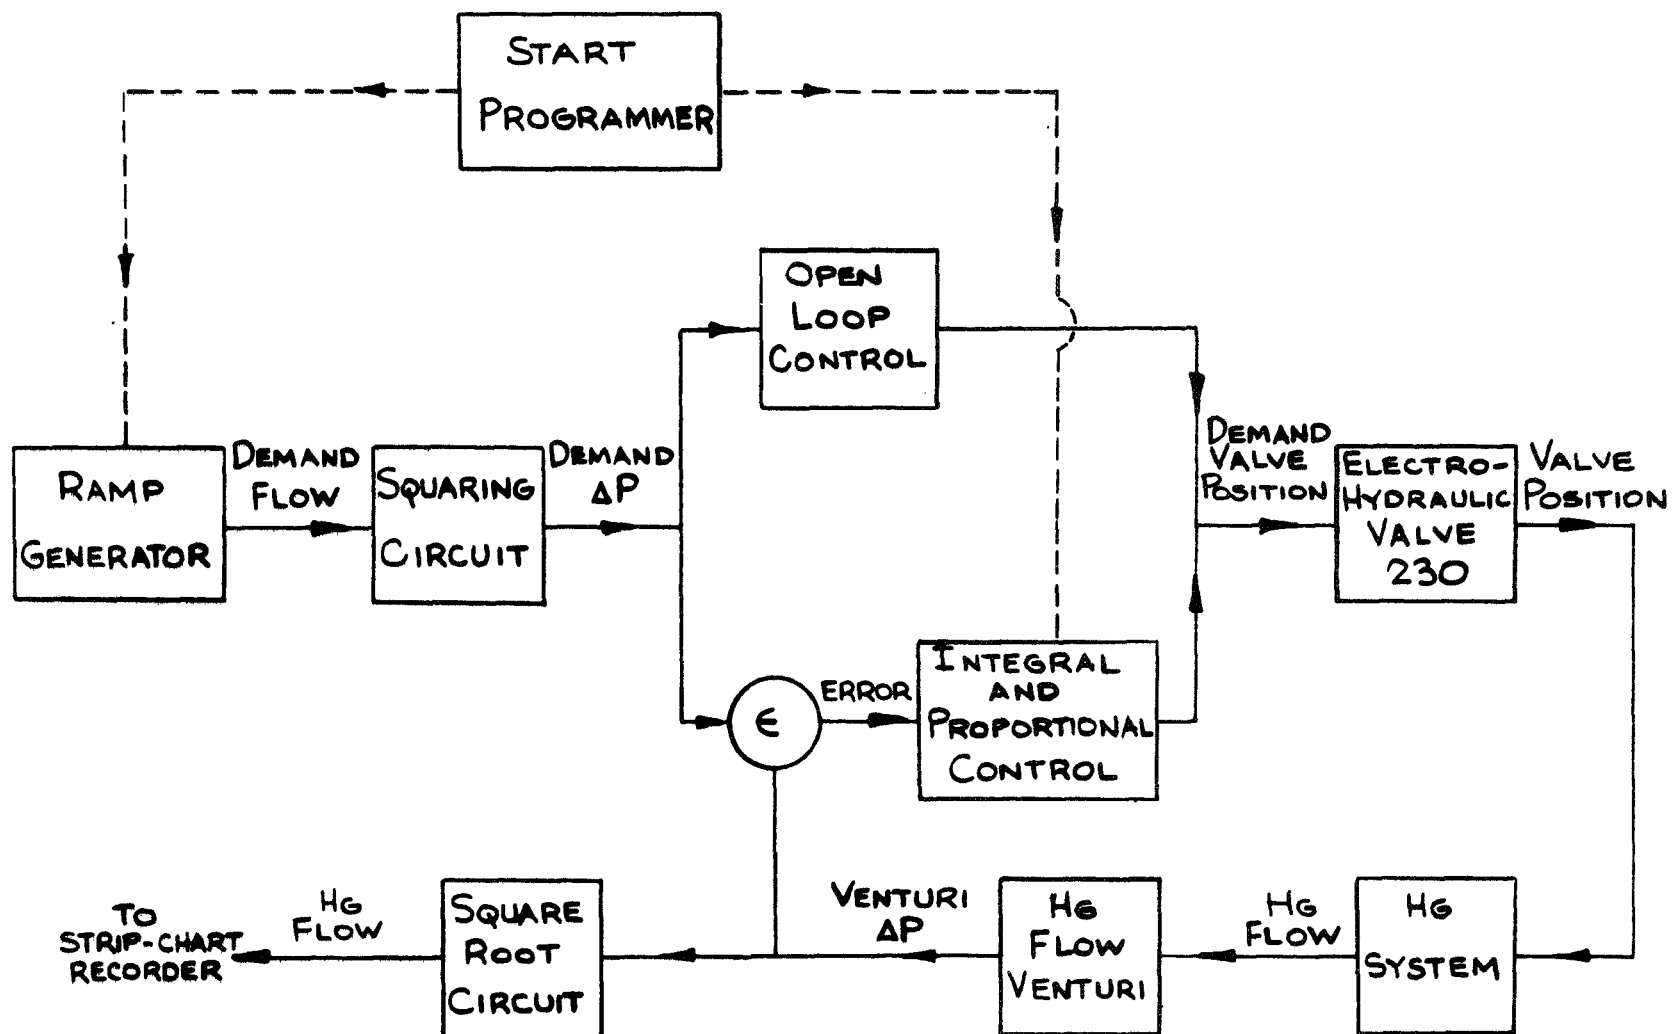 START
PROGRAMMER
OPEN
LOOP
CONTROL
RAMP
GENERATOR
DEMAND
FLOW
SQUARING
CIRCUIT
DEMAND
ΔP
DEMAND
VALVE
POSITION
ELECTRO-
HYDRAULIC
VALVE
230
VALVE
POSITION
ϵ
ERROR
INTEGRAL
AND
PROPORTIONAL
CONTROL
TO
STRIP-CHART
RECORDER
HG
FLOW
SQUARE
ROOT
CIRCUIT
VENTURI
ΔP
HG
FLOW
VENTURI
HG
FLOW
HG
SYSTEM